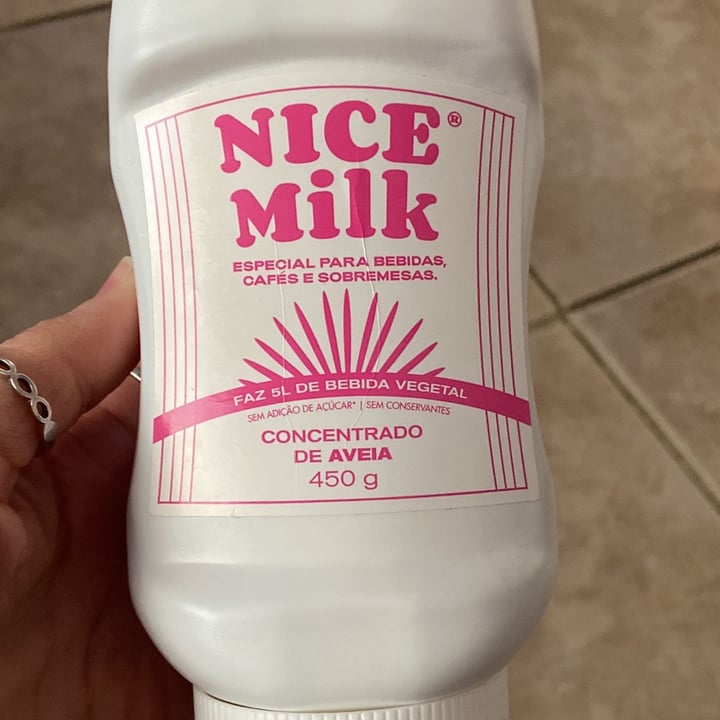 NICE®
Milk
ESPECIAL PARA BEBIDAS,
CAFÉS E SOBREMESAS.
FAZ 5L DE BEBIDA VEGETAL
SEM ADIÇÃO DE AÇÚCAR* | SEM CONSERVANTES
CONCENTRADO
DE AVEIA
450 g